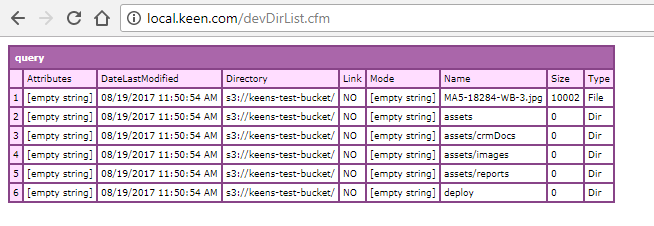 local.keen.com/devDirList.cfm
query
Attributes DateLastModified Directory Link Mode Name Size Type
1 [empty string] 08/19/2017 11:50:54 AM s3://keens-test-bucket/ NO [empty string] MA5-18284-WB-3.jpg 10002 File
2 [empty string] 08/19/2017 11:50:54 AM s3://keens-test-bucket/ NO [empty string] assets 0 Dir
3 [empty string] 08/19/2017 11:50:54 AM s3://keens-test-bucket/ NO [empty string] assets/crmDocs 0 Dir
4 [empty string] 08/19/2017 11:50:54 AM s3://keens-test-bucket/ NO [empty string] assets/images 0 Dir
5 [empty string] 08/19/2017 11:50:54 AM s3://keens-test-bucket/ NO [empty string] assets/reports 0 Dir
6 [empty string] 08/19/2017 11:50:54 AM s3://keens-test-bucket/ NO [empty string] deploy 0 Dir